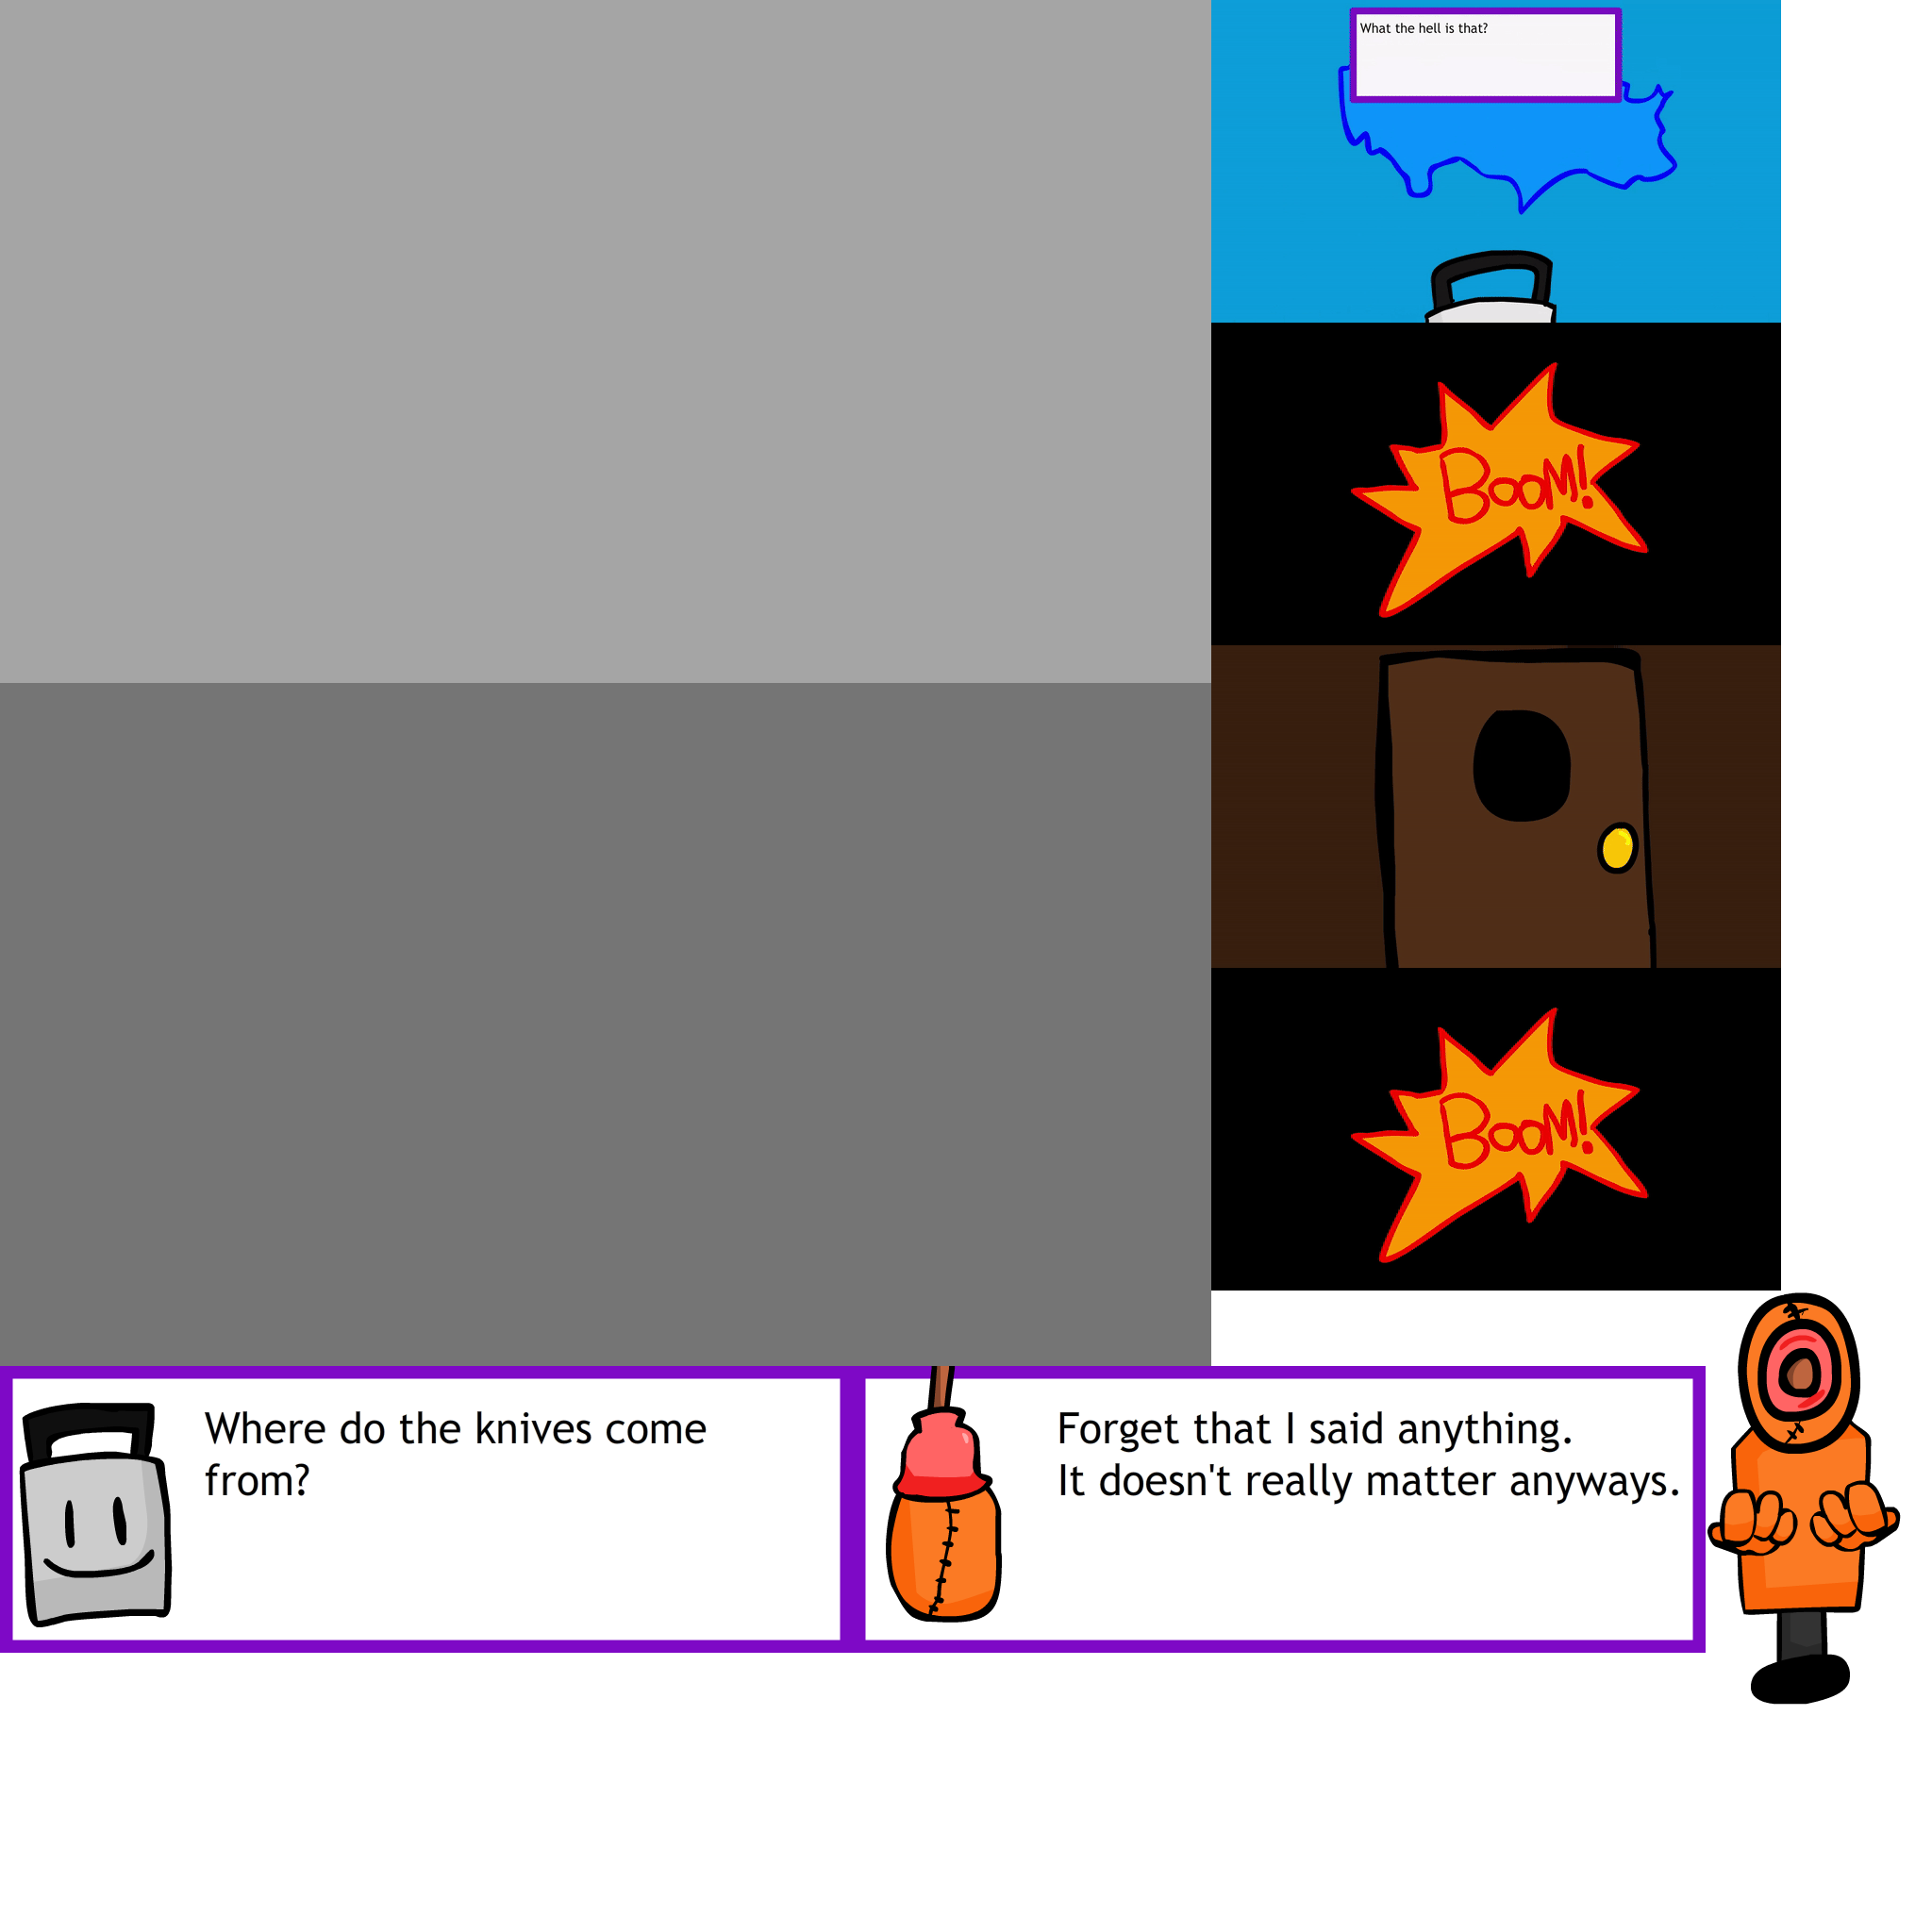 What the hell is that?
BooM!
BooM!
Where do the knives come
from?
Forget that I said anything.
It doesn't really matter anyways.